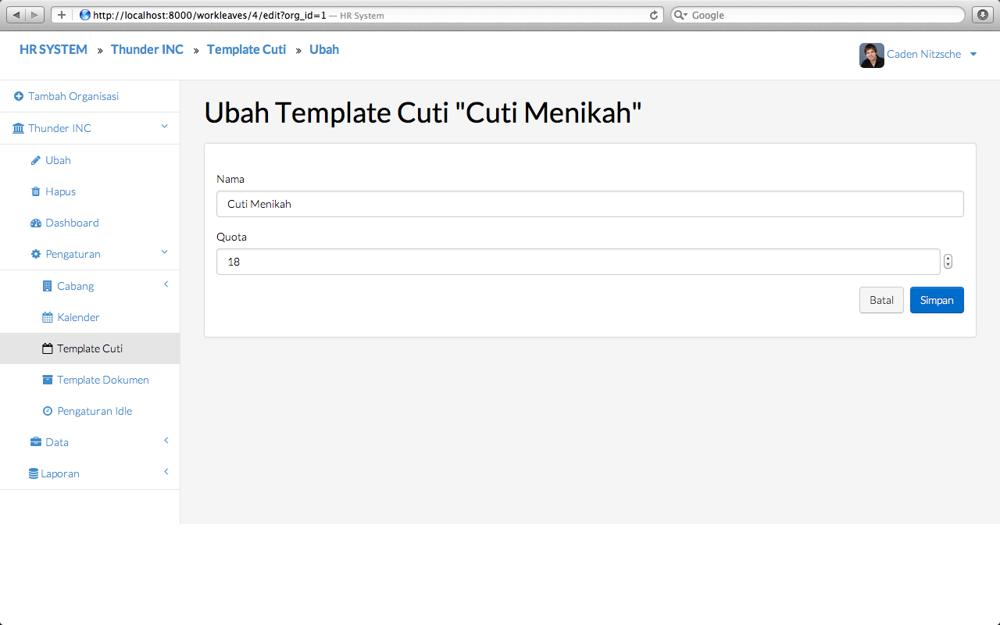 http://localhost:8000/workleaves/4/edit?org_id=1 — HR System
Google
HR SYSTEM » Thunder INC » Template Cuti » Ubah
Caden Nitzsche
Tambah Organisasi
Thunder INC
Ubah
Hapus
Dashboard
Pengaturan
Cabang
Kalender
Template Cuti
Template Dokumen
Pengaturan Idle
Data
Laporan
Ubah Template Cuti "Cuti Menikah"
Nama
Cuti Menikah
Quota
18
Batal Simpan